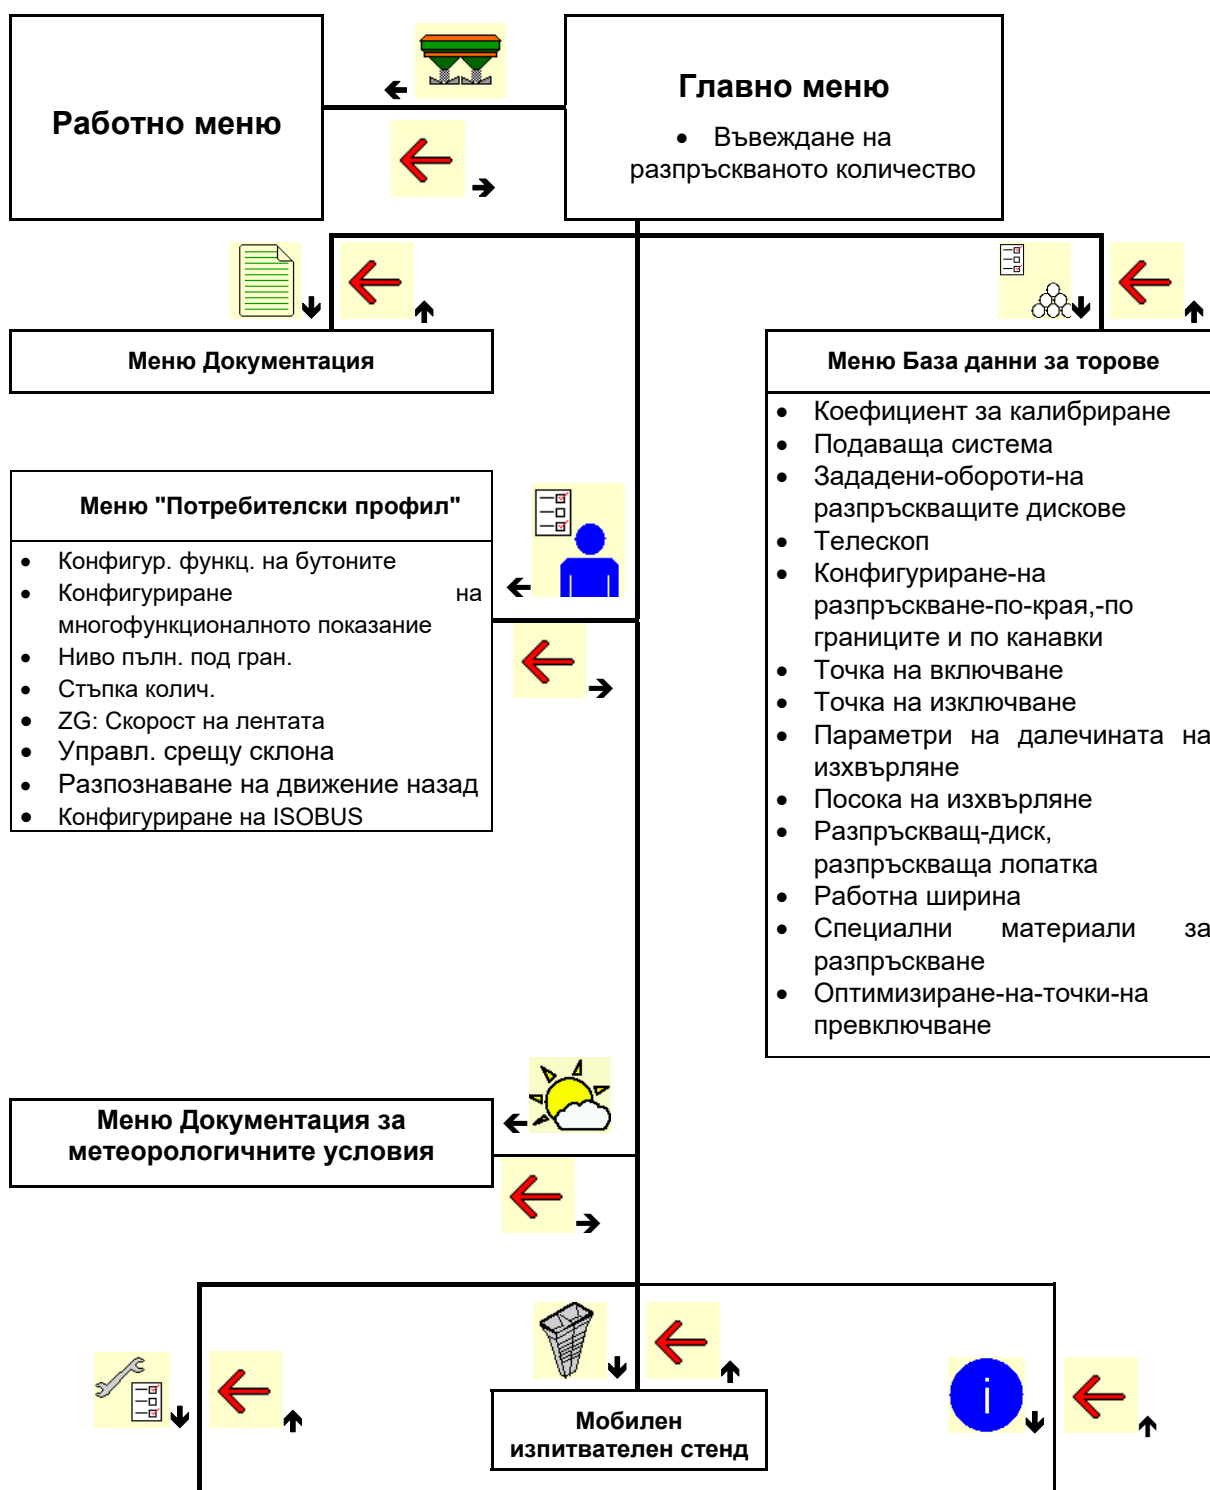 Работно меню
Главно меню
• Въвеждане на
разпръскваното количество
Меню Документация
Меню База данни за торове
• Коефициент за калибриране
• Подаваща система
• Зададени-обороти-на
разпръскващите дискове
• Телескоп
• Конфигуриране-на
разпръскване-по-края,-по
границите и по канавки
• Точка на включване
• Точка на изключване
• Параметри на далечината на
изхвърляне
• Посока на изхвърляне
• Разпръскващ-диск,
разпръскваща лопатка
• Работна ширина
• Специални материали за
разпръскване
• Оптимизиране-на-точки-на
превключване
Меню "Потребителски профил"
• Конфигур. функц. на бутоните
• Конфигуриране на
многофункционалното показание
• Ниво пълн. под гран.
• Стъпка колич.
• ZG: Скорост на лентата
• Управл. срещу склона
• Разпознаване на движение назад
• Конфигуриране на ISOBUS
Меню Документация за
метеорологичните условия
Мобилен
изпитвателен стенд
i